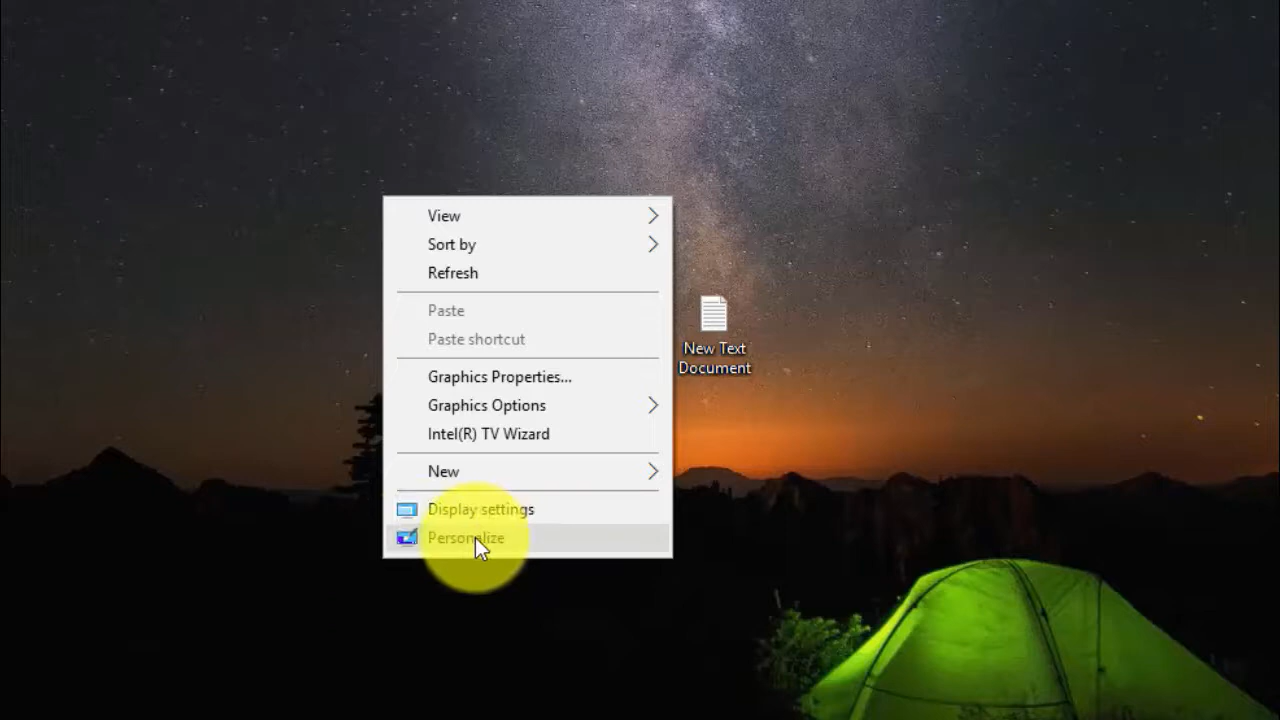 View
Sort by
Refresh
Paste
Paste shortcut
Graphics Properties...
Graphics Options
Intel(R) TV Wizard
New
Display settings
Personalize
New Text
Document